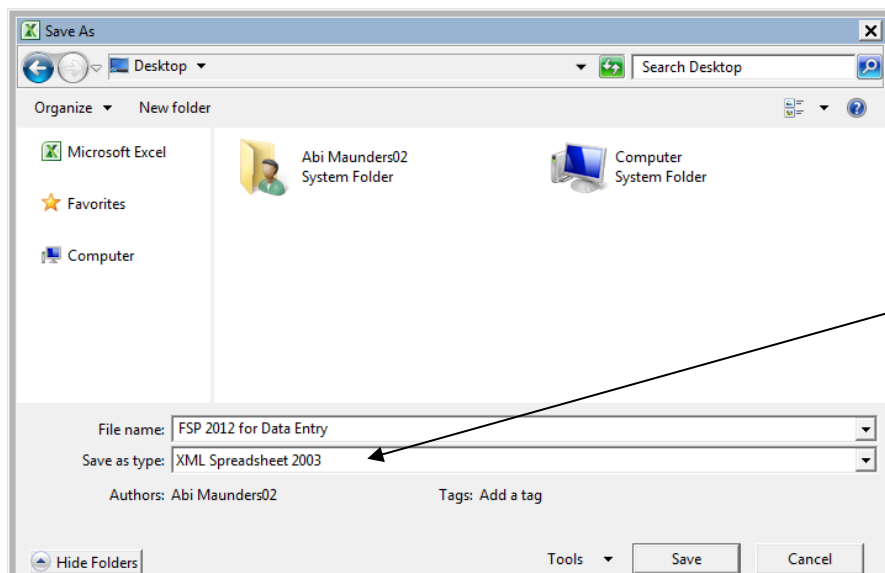 Save As
Desktop
Search Desktop
Organize
New folder
Microsoft Excel
Favorites
Computer
Abi Maunders02
System Folder
Computer
System Folder
File name: FSP 2012 for Data Entry
Save as type: XML Spreadsheet 2003
Authors: Abi Maunders02
Tags: Add a tag
Hide Folders
Tools
Save
Cancel